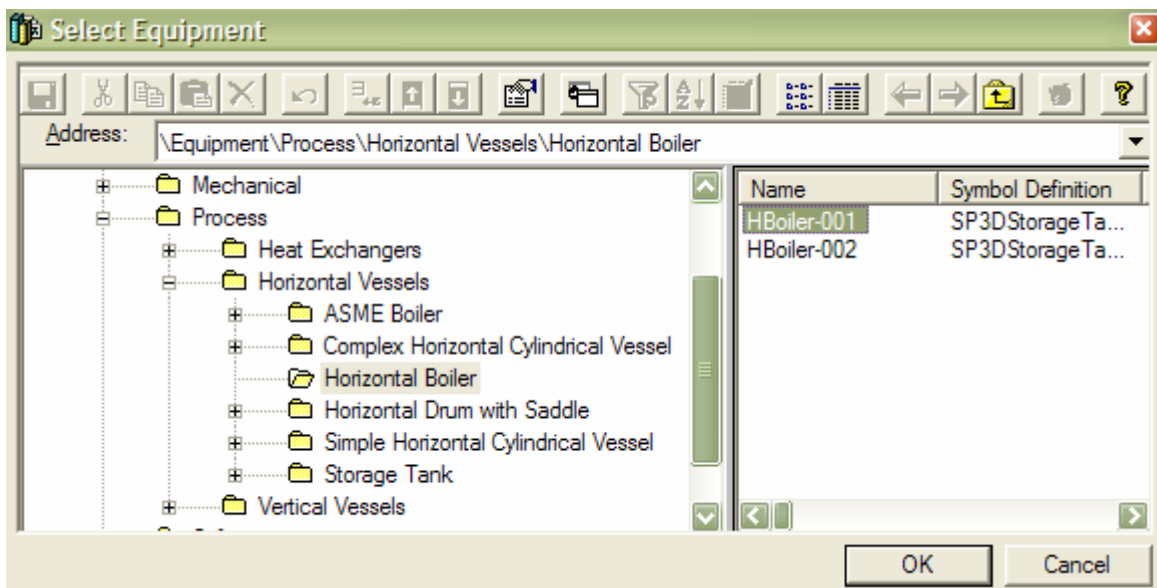 Select Equipment
Address: \Equipment\Process\Horizontal Vessels\Horizontal Boiler
Mechanical
Process
Heat Exchangers
Horizontal Vessels
ASME Boiler
Complex Horizontal Cylindrical Vessel
Horizontal Boiler
Horizontal Drum with Saddle
Simple Horizontal Cylindrical Vessel
Storage Tank
Vertical Vessels
Name Symbol Definition
HBoiler-001 SP3DStorageTa...
HBoiler-002 SP3DStorageTa...
OK Cancel